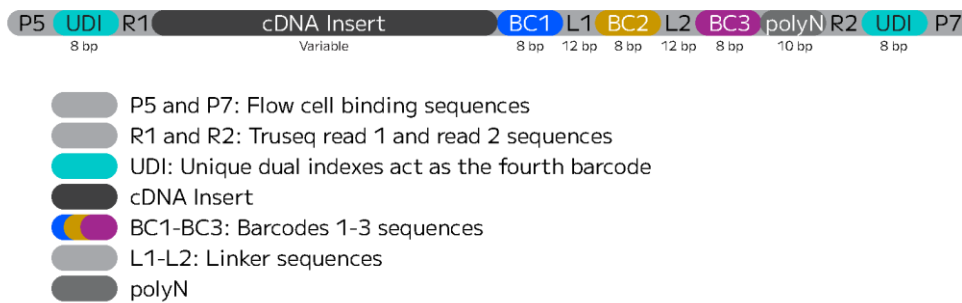 P5 UDI R1 cDNA Insert BC1 L1 BC2 L2 BC3 polyN R2 UDI P7
8 bp Variable 8 bp 12 bp 8 bp 12 bp 8 bp 10 bp 8 bp
P5 and P7: Flow cell binding sequences
R1 and R2: Truseq read 1 and read 2 sequences
UDI: Unique dual indexes act as the fourth barcode
cDNA Insert
BC1-BC3: Barcodes 1-3 sequences
L1-L2: Linker sequences
polyN